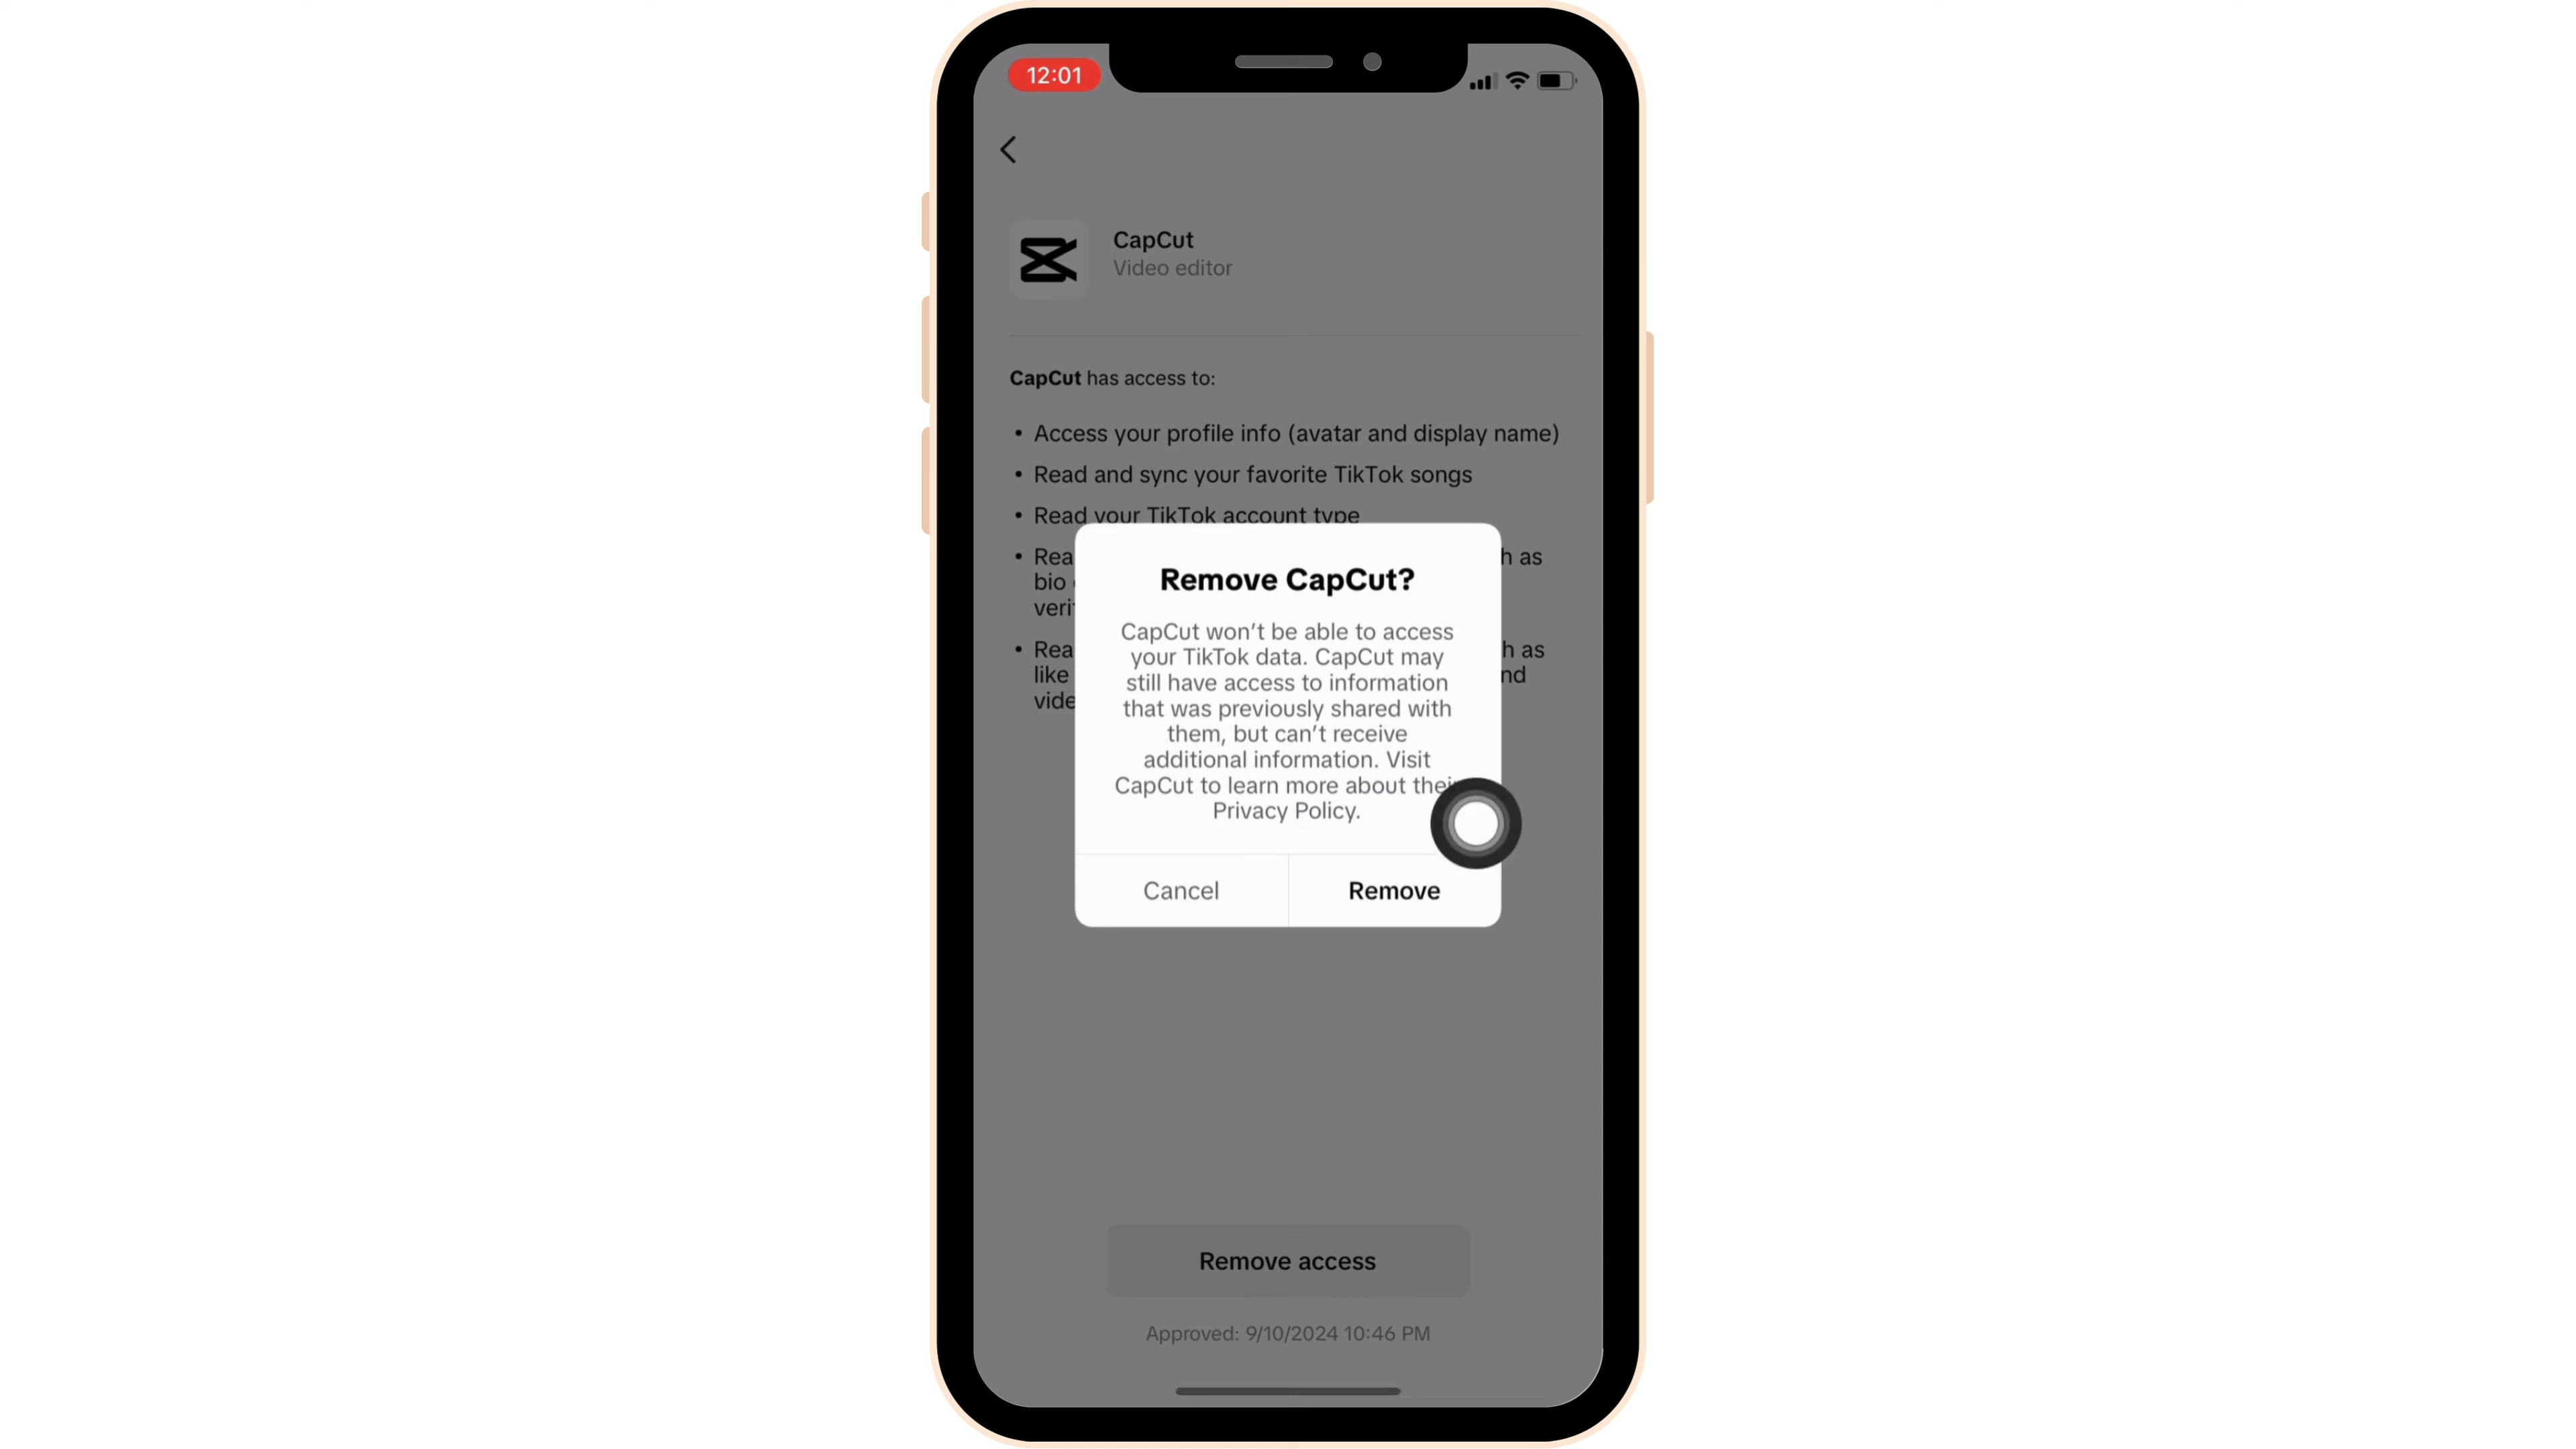 12:01
CapCut
Video editor
CapCut has access to:
• Access your profile info (avatar and display name)
• Read and sync your favorite TikTok songs
• Read your TikTok account type
• Rea h as
bio
veri
• Rea h as
like nd
vide
Remove CapCut?
CapCut won't be able to access
your TikTok data. CapCut may
still have access to information
that was previously shared with
them, but can't receive
additional information. Visit
CapCut to learn more about their
Privacy Policy.
Cancel Remove
Remove access
Approved: 9/10/2024 10:46 PM